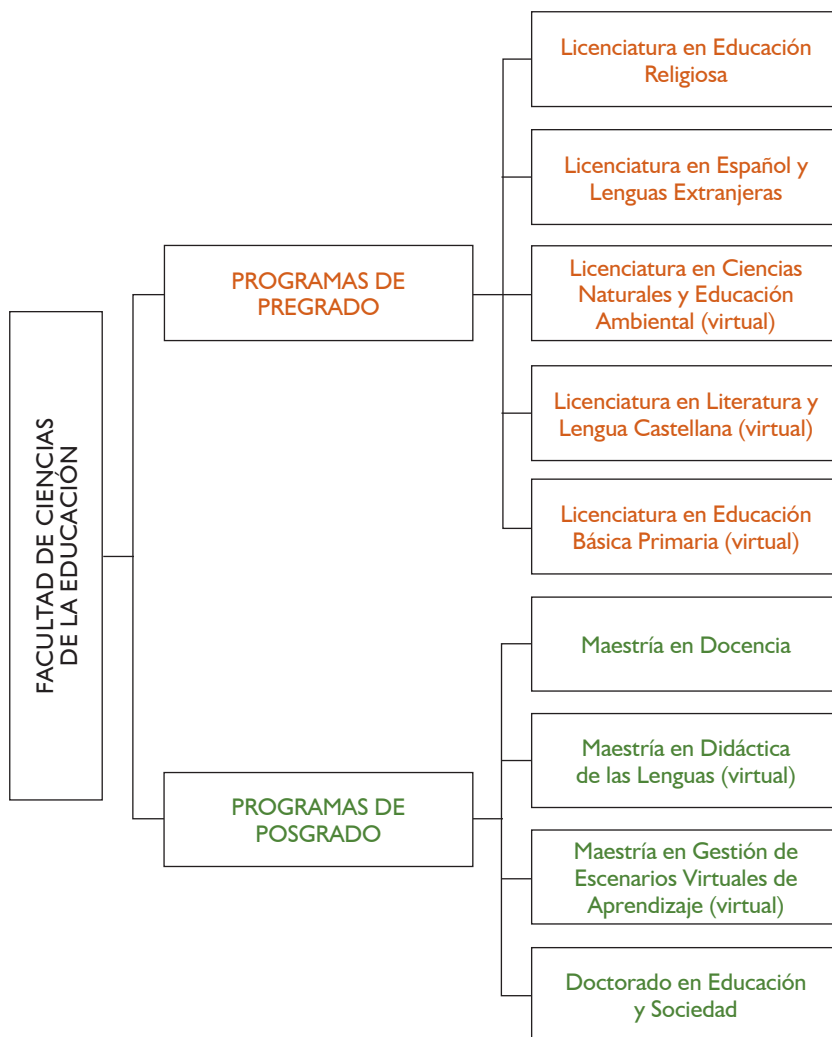 FACULTAD DE CIENCIAS
DE LA EDUCACIÓN
PROGRAMAS DE
PREGRADO
Licenciatura en Educación
Religiosa
Licenciatura en Español y
Lenguas Extranjeras
Licenciatura en Ciencias
Naturales y Educación
Ambiental (virtual)
Licenciatura en Literatura y
Lengua Castellana (virtual)
Licenciatura en Educación
Básica Primaria (virtual)
PROGRAMAS DE
POSGRADO
Maestría en Docencia
Maestría en Didáctica
de las Lenguas (virtual)
Maestría en Gestión de
Escenarios Virtuales de
Aprendizaje (virtual)
Doctorado en Educación
y Sociedad